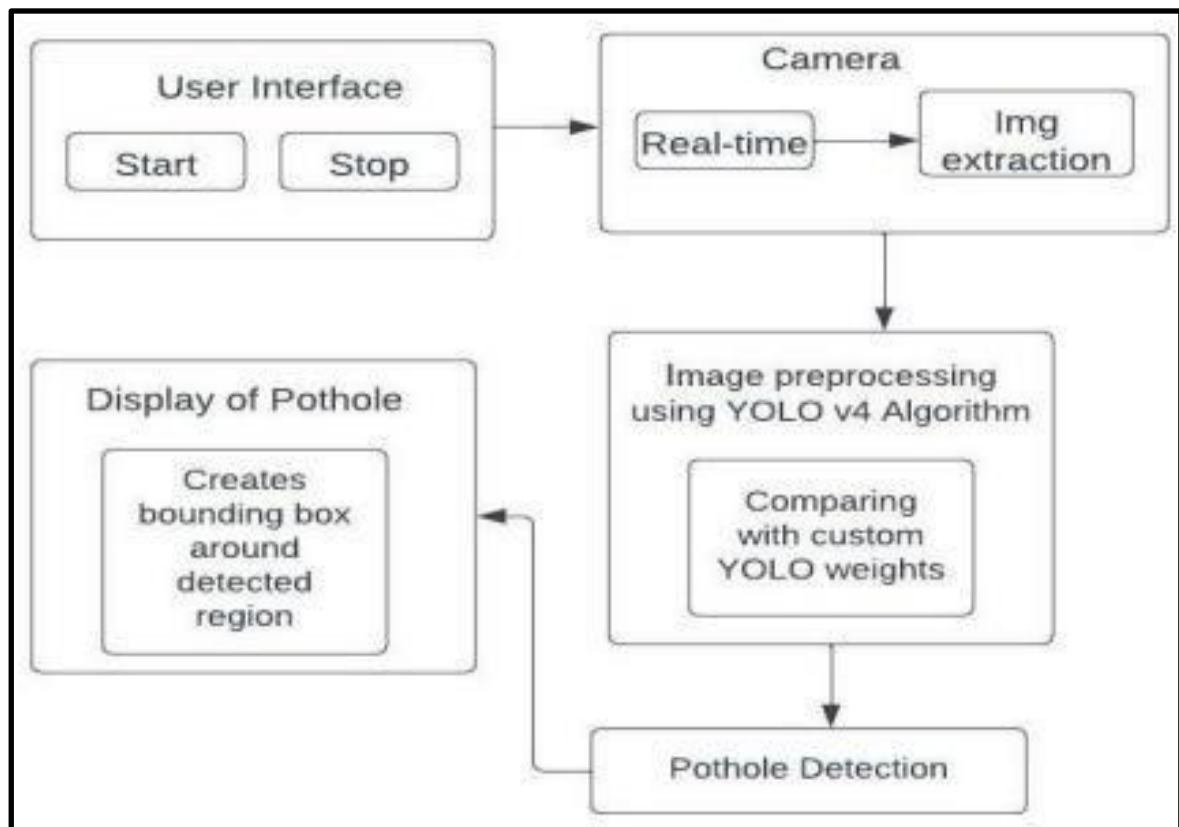 User Interface
Start
Stop
Camera
Real-time
Img
extraction
Image preprocessing
using YOLO v4 Algorithm
Comparing
with custom
YOLO weights
Pothole Detection
Display of Pothole
Creates
bounding box
around
detected
region